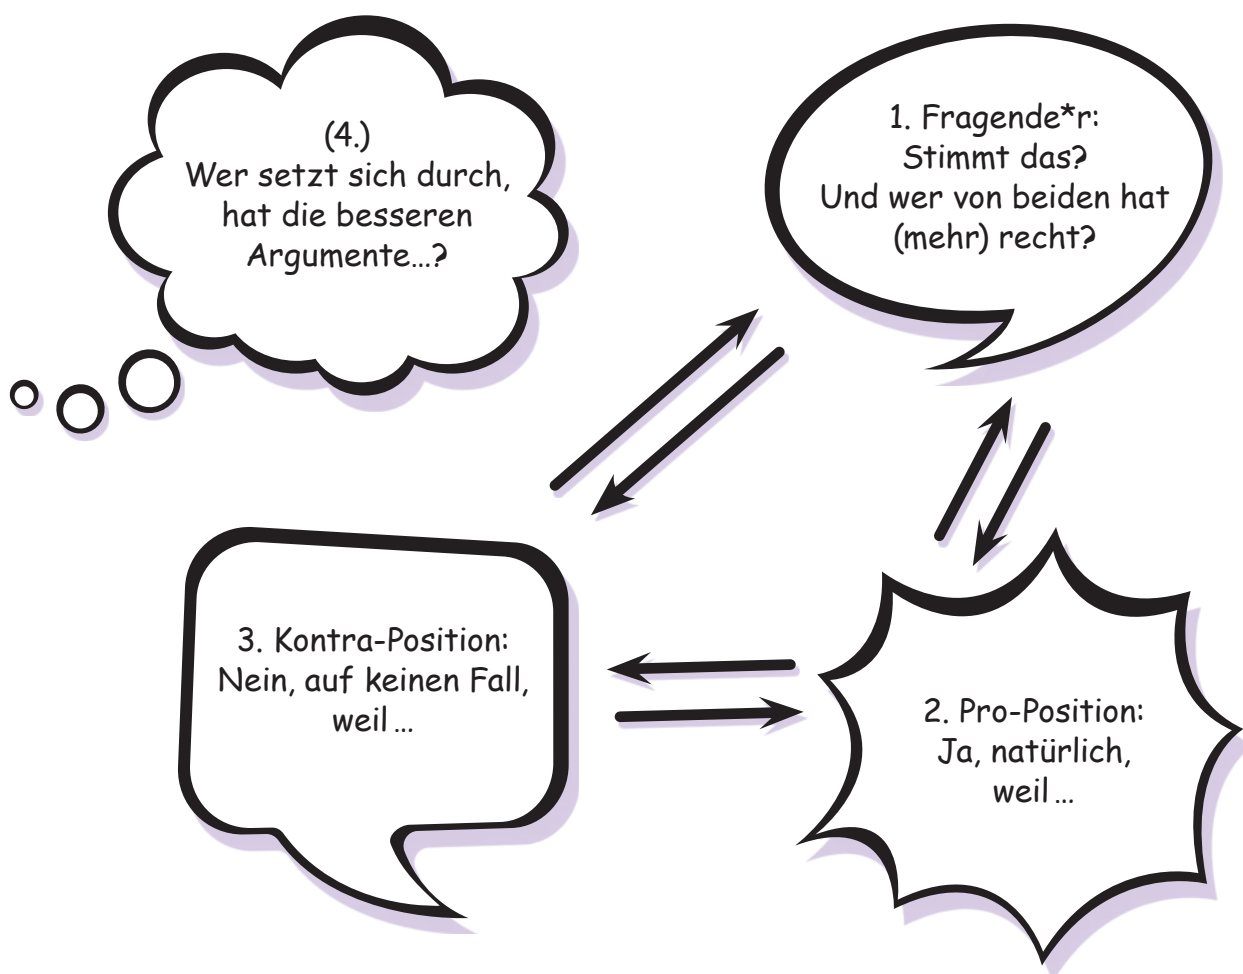 (4.)
Wer setzt sich durch,
hat die besseren
Argumente...?
1. Fragende*r:
Stimmt das?
Und wer von beiden hat
(mehr) recht?
3. Kontra-Position:
Nein, auf keinen Fall,
weil ...
2. Pro-Position:
Ja, natürlich,
weil ...